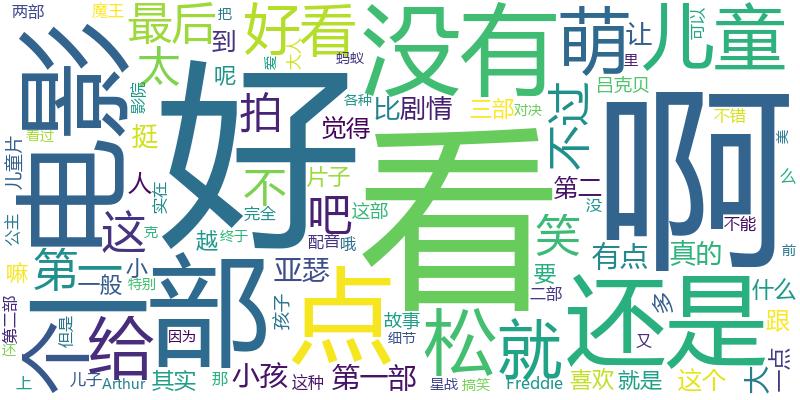 两部
魔王
最后
把
好看
没有
萌
让
儿童
可以
到
大人
爱
蚂蚁
里
太
呢
影院
电影
好
拍
各种
比
剧情
吕克贝
三部
对决
不过
不错
啊
看过
挺
觉得
美
儿童片
人
不
片子
看
第二
么
实在
没
公主
这
完全
吧
这部
笑
越
终于
克
配音
哦
有点
真的
不能
前
第一
嘛
一般
小
部
亚瑟
点
要
二部
还是
多
什么
特别
个
给
孩子
故事
松
就
跟
第二部
但是
因为
细节
又
还
上
儿子
Arthur
其实
那
小孩
这种
第一部
星战
搞笑
Freddie
喜欢
就是
这个
大
一点